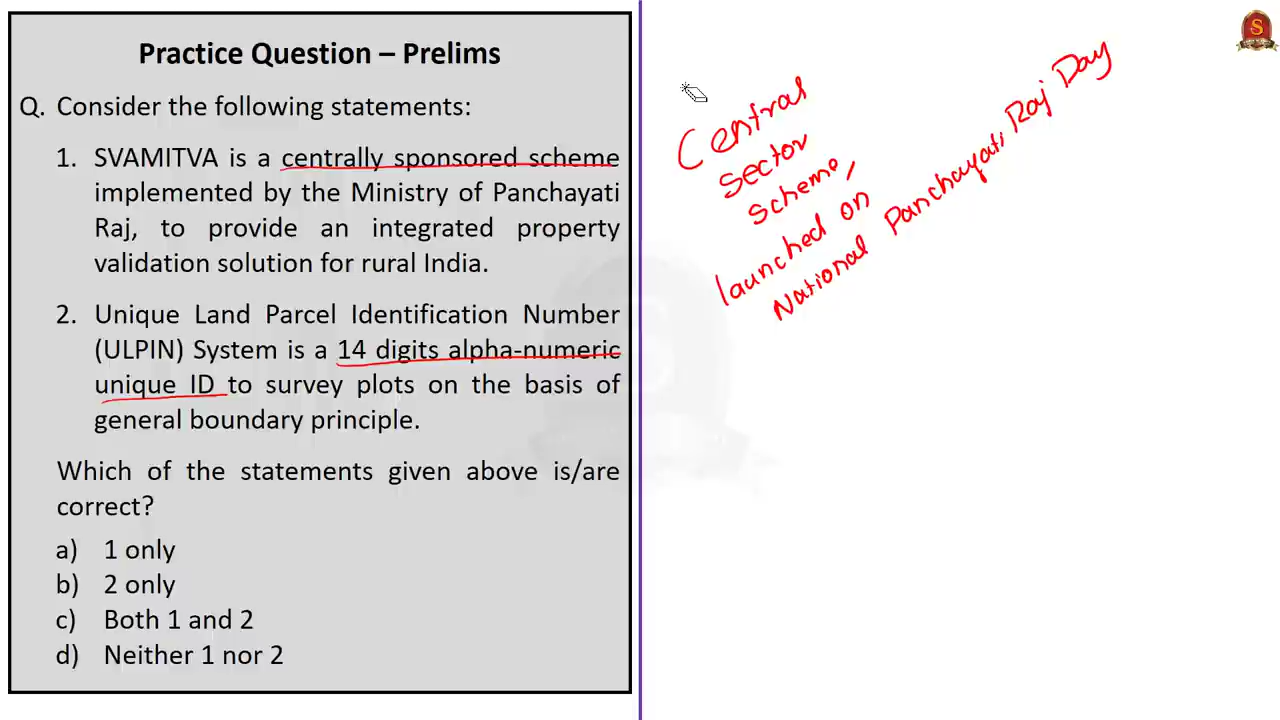 Practice Question – Prelims
Q. Consider the following statements:
1. SVAMITVA is a centrally sponsored scheme
implemented by the Ministry of Panchayati
Raj, to provide an integrated property
validation solution for rural India.
2. Unique Land Parcel Identification Number
(ULPIN) System is a 14 digits alpha-numeric
unique ID to survey plots on the basis of
general boundary principle.
Which of the statements given above is/are
correct?
a) 1 only
b) 2 only
c) Both 1 and 2
d) Neither 1 nor 2
Central
Sector
Scheme,
launched on
National Panchayati Raj Day
S